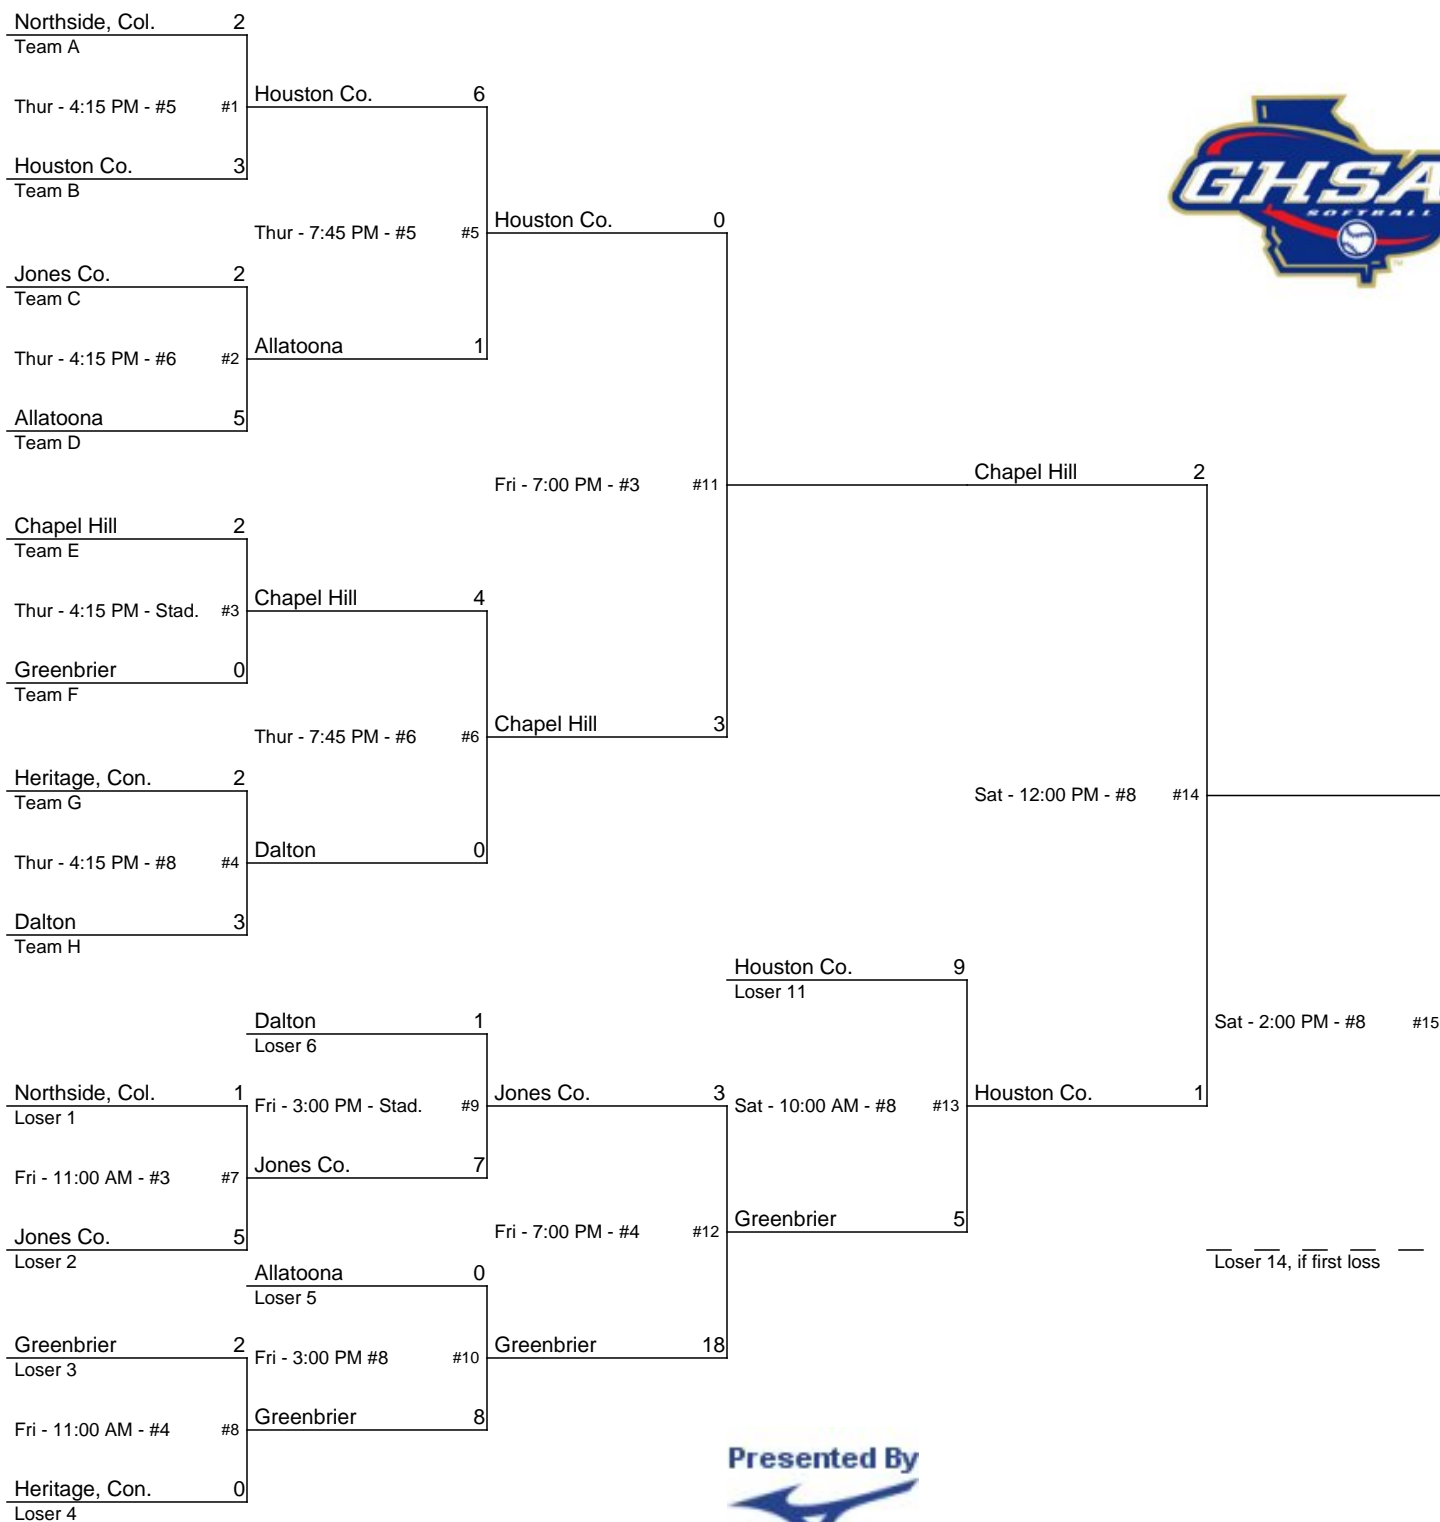 Northside, Col. 2
Team A
Thur - 4:15 PM - #5 #1
Houston Co. 6
Houston Co. 3
Team B
Thur - 7:45 PM - #5 #5
Houston Co. 0
Jones Co. 2
Team C
Thur - 4:15 PM - #6 #2
Allatoona 1
Allatoona 5
Team D
Fri - 7:00 PM - #3 #11
Chapel Hill 2
Chapel Hill 2
Team E
Thur - 4:15 PM - Stad. #3
Chapel Hill 4
Greenbrier 0
Team F
Thur - 7:45 PM - #6 #6
Chapel Hill 3
Heritage, Con. 2
Team G
Thur - 4:15 PM - #8 #4
Dalton 0
Dalton 3
Team H
Sat - 12:00 PM - #8 #14
Houston Co. 9
Loser 11
Dalton 1
Loser 6
Sat - 2:00 PM - #8 #15
Northside, Col. 1
Loser 1
Fri - 3:00 PM - Stad. #9
Jones Co. 3
Sat - 10:00 AM - #8 #13
Houston Co. 1
Fri - 11:00 AM - #3 #7
Jones Co. 7
Jones Co. 5
Loser 2
Fri - 7:00 PM - #4 #12
Greenbrier 5
Loser 14, if first loss
Allatoona 0
Loser 5
Greenbrier 2
Loser 3
Fri - 3:00 PM #8 #10
Greenbrier 18
Fri - 11:00 AM - #4 #8
Greenbrier 8
Heritage, Con. 0
Loser 4
GHSA
SOFTBALL
TM
Presented By